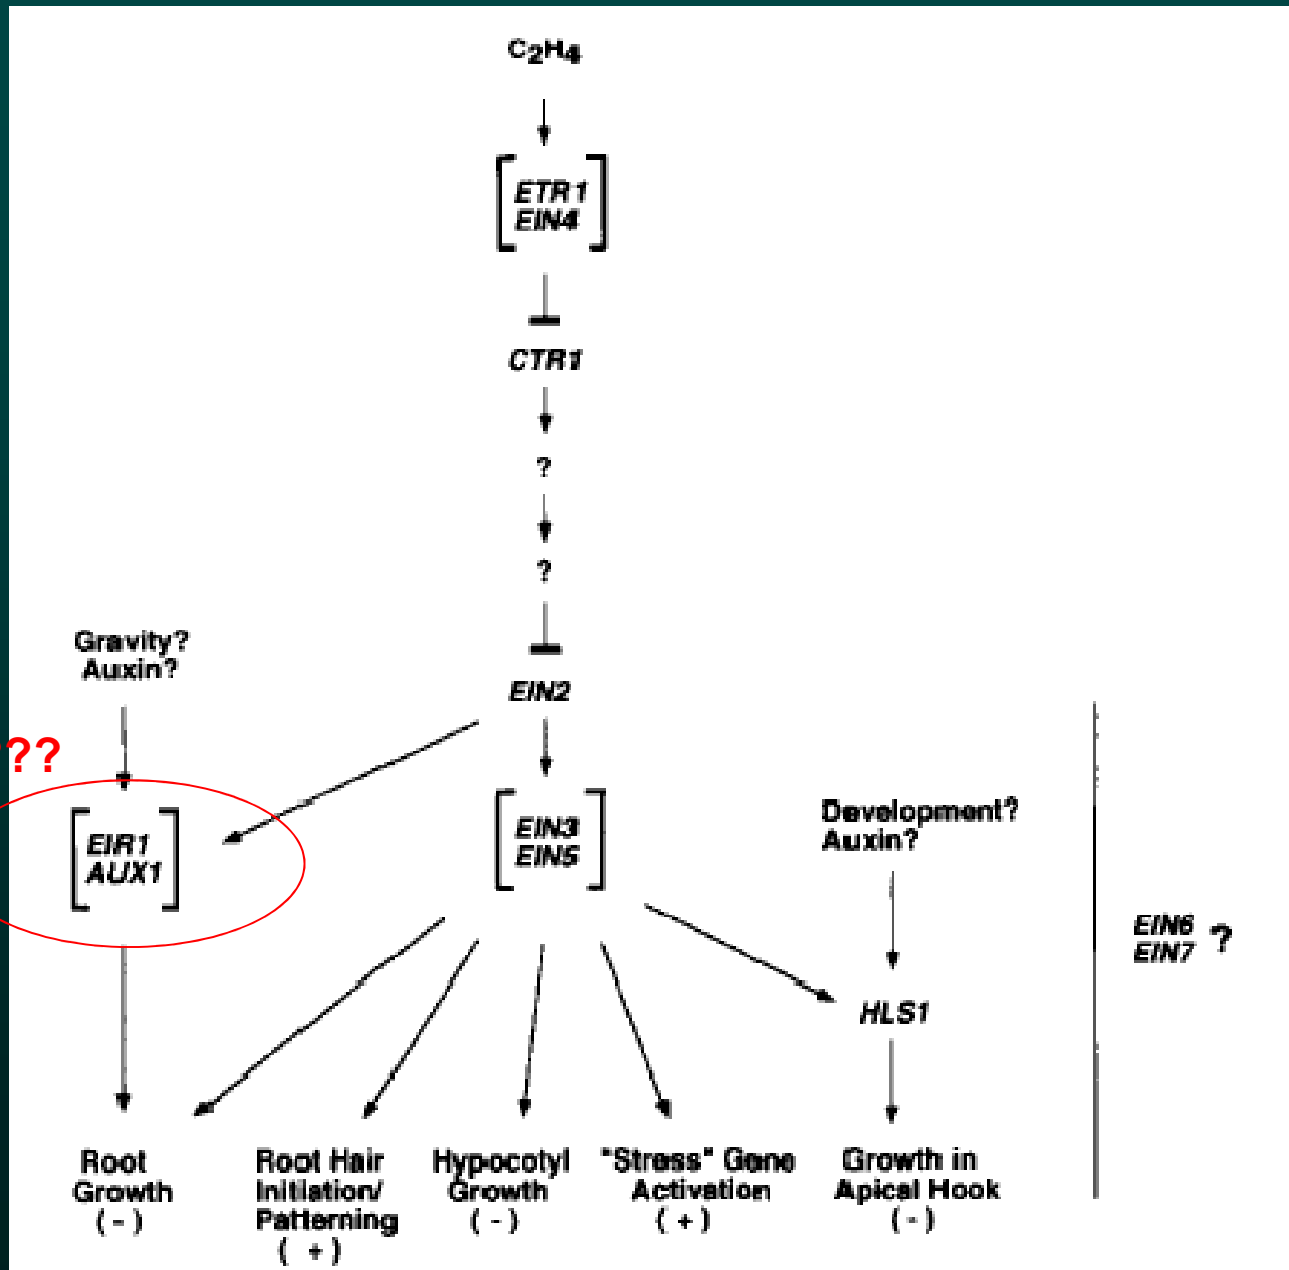 C2H4
ETR1
EIN4
CTR1
?
?
Gravity?
Auxin?
EIN2
??
EIR1
AUX1
EIN3
EIN5
Development?
Auxin?
EIN6
EIN7 ?
HLS1
Root
Growth
( - )
Root Hair
Initiation/
Patterning
( + )
Hypocotyl
Growth
( - )
"Stress" Gene
Activation
( + )
Growth in
Apical Hook
( - )